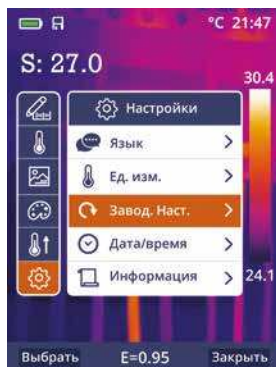 °C 21:47
S: 27.0
30.4
Настройки
Язык
Ед. изм.
Завод. Наст.
Дата/время
Информация
24.1
Выбрать E=0.95 Закрыть